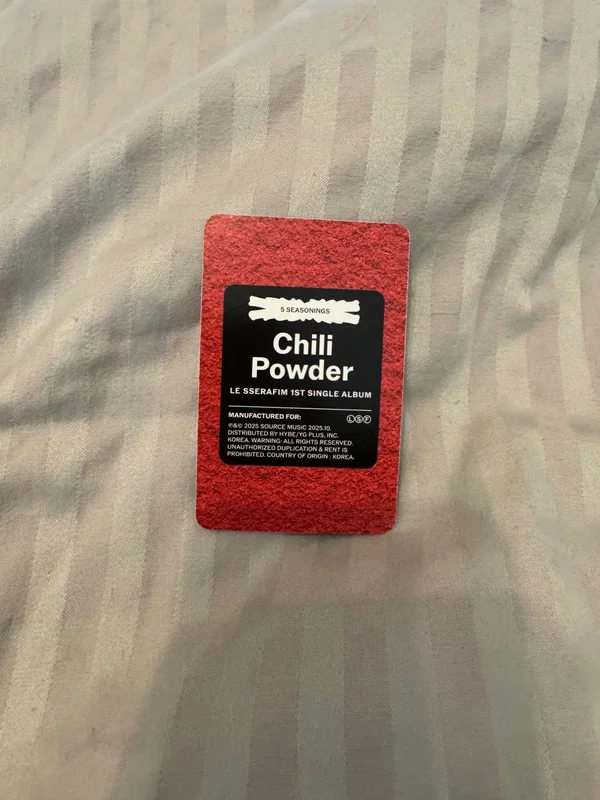 5 SEASONINGS
Chili
Powder
LE SSERAFIM 1ST SINGLE ALBUM
MANUFACTURED FOR:
LSF
℗&© 2025 SOURCE MUSIC 2025.10.
DISTRIBUTED BY HYBE/YG PLUS, INC.
KOREA. WARNING: ALL RIGHTS RESERVED.
UNAUTHORIZED DUPLICATION & RENT IS
PROHIBITED. COUNTRY OF ORIGIN : KOREA.